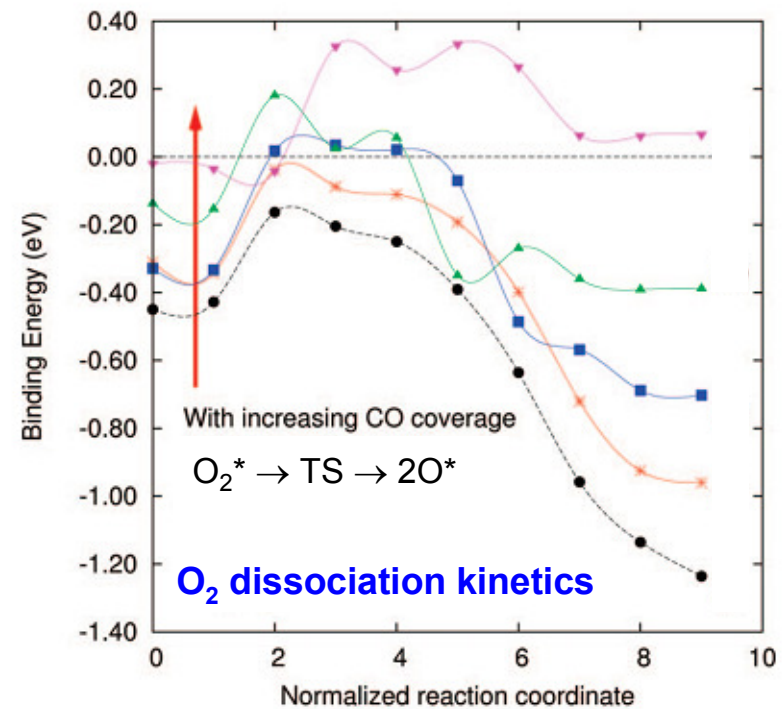 0.40
0.20
0.00
-0.20
-0.40
-0.60
-0.80
-1.00
-1.20
-1.40
Binding Energy (eV)
With increasing CO coverage
O₂* → TS → 2O*
O₂ dissociation kinetics
0 2 4 6 8 10
Normalized reaction coordinate